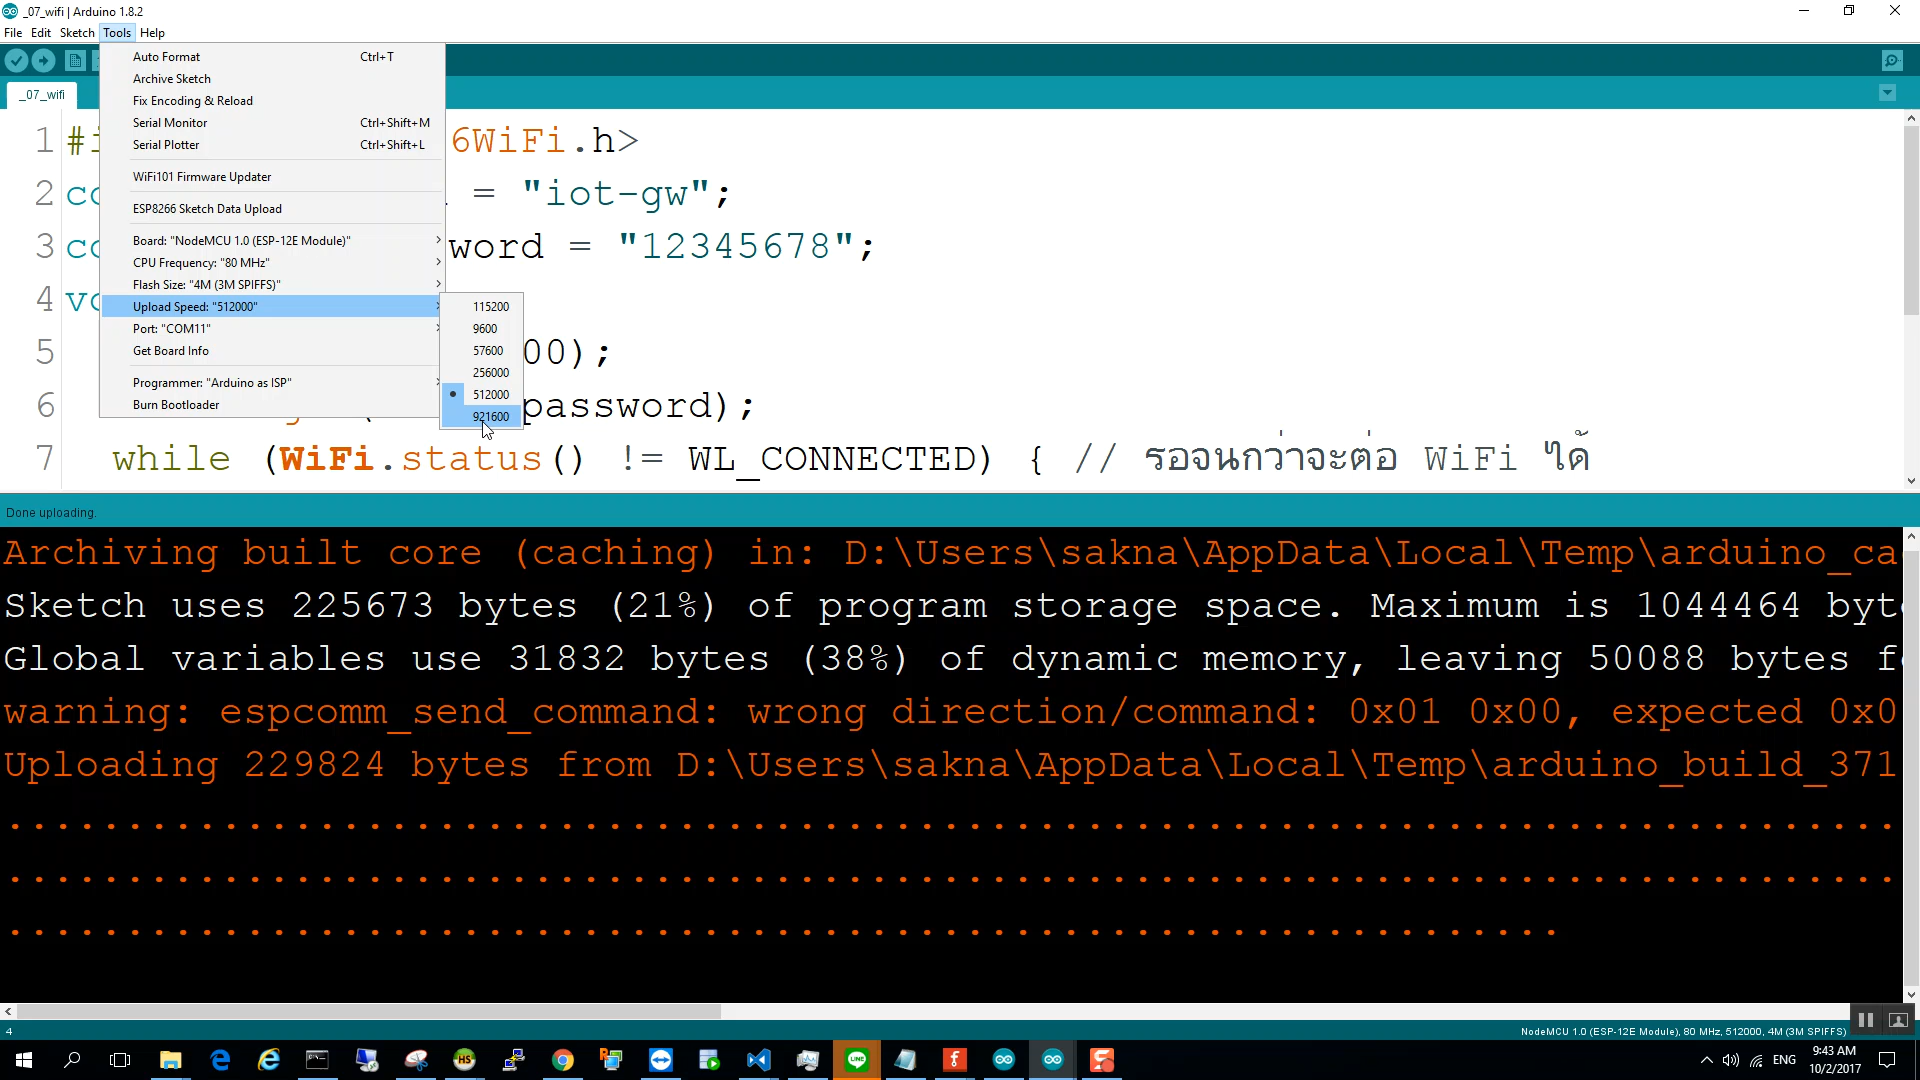 _07_wifi | Arduino 1.8.2
File Edit Sketch Tools Help
Auto Format Ctrl+T
Archive Sketch
Fix Encoding & Reload
Serial Monitor Ctrl+Shift+M
Serial Plotter Ctrl+Shift+L
WiFi101 Firmware Updater
ESP8266 Sketch Data Upload
Board: "NodeMCU 1.0 (ESP-12E Module)"
CPU Frequency: "80 MHz"
Flash Size: "4M (3M SPIFFS)"
Upload Speed: "512000"
Port: "COM11"
Get Board Info
Programmer: "Arduino as ISP"
Burn Bootloader
115200
9600
57600
256000
512000
921600
_07_wifi
1 #i 6WiFi.h>
2 co = "iot-gw";
3 co word = "12345678";
4 vo
5 00);
6 password);
7 while (WiFi.status() != WL_CONNECTED) { // รอจนกว่าจะต่อ WiFi ได้
Done uploading.
Archiving built core (caching) in: D:\Users\sakna\AppData\Local\Temp\arduino_ca
Sketch uses 225673 bytes (21%) of program storage space. Maximum is 1044464 byt
Global variables use 31832 bytes (38%) of dynamic memory, leaving 50088 bytes f
warning: espcomm_send_command: wrong direction/command: 0x01 0x00, expected 0x0
Uploading 229824 bytes from D:\Users\sakna\AppData\Local\Temp\arduino_build_371
4 NodeMCU 1.0 (ESP-12E Module), 80 MHz, 512000, 4M (3M SPIFFS)
LINE
ENG
9:43 AM
10/2/2017